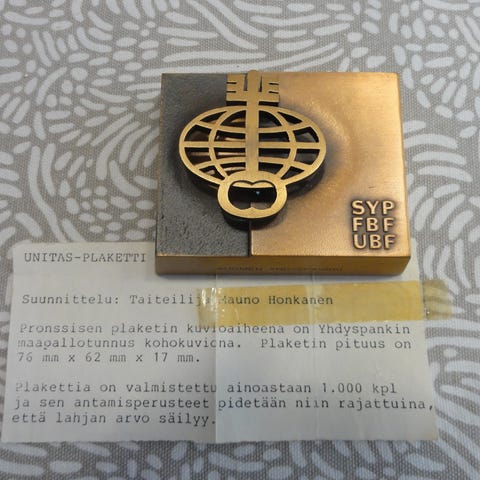 SYP
FBF
UBF
UNITAS-PLAKETTI
Suunnittelu: Taiteilija Mauno Honkanen
Pronssisen plaketin kuvioaiheena on Yhdyspankin
maapallotunnus kohokuvicna. Plaketin pituus on
76 mm x 62 mm x 17 mm.
Plakettia on valmistettu ainoastaan 1.000 kpl
ja sen antamisperusteet pidetään niin rajattuina,
että lahjan arvo säilyy.